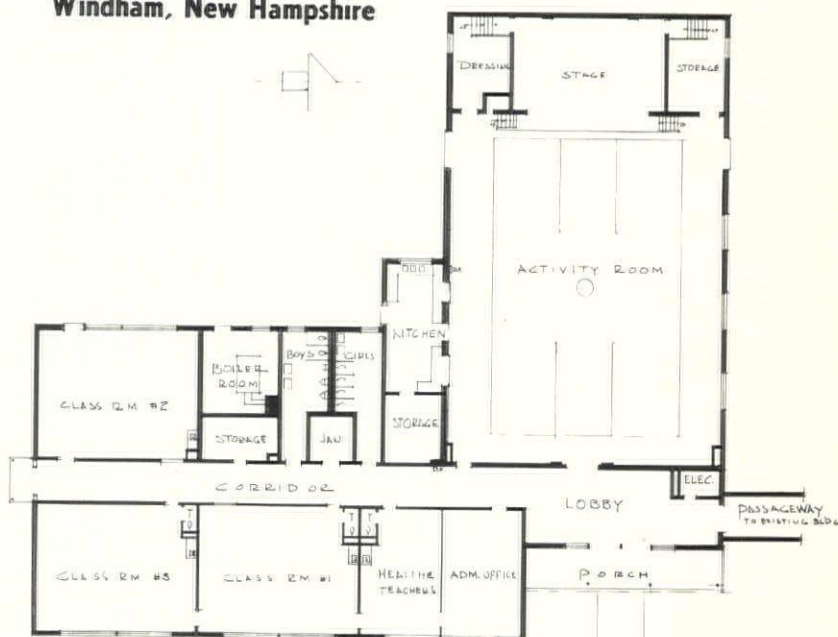 Windham, New Hampshire
DRESSING
STAGE
STORAGE
ACTIVITY ROOM
KITCHEN
BOYS
GIRLS
BOILER
ROOM
CLASS RM #2
STORAGE
JAN.
STORAGE
CORRIDOR
LOBBY
ELEC.
PASSAGEWAY
TO EXISTING BLDG
T
T
T
CLASS RM #3
CLASS RM #1
HEALTH &
TEACHERS
ADM. OFFICE
PORCH